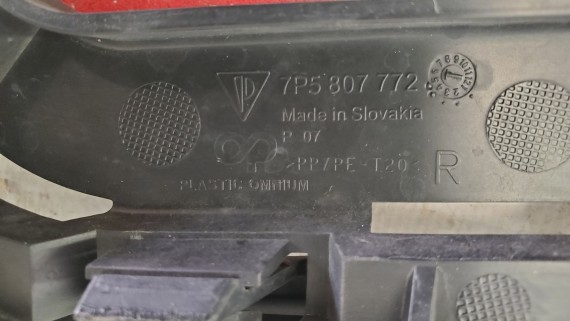 7P5 807 772
Made in Slovakia
P 07
>PP/PE-T20<
R
PLASTIC OMNIUM